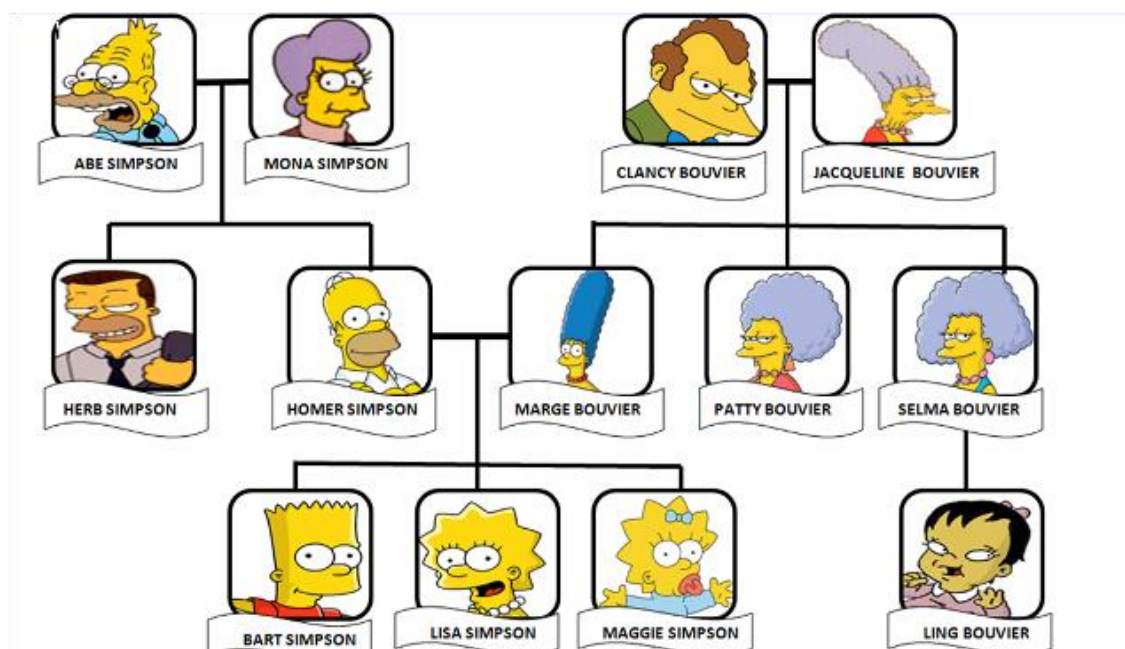 ABE SIMPSON
MONA SIMPSON
CLANCY BOUVIER
JACQUELINE BOUVIER
HERB SIMPSON
HOMER SIMPSON
MARGE BOUVIER
PATTY BOUVIER
SELMA BOUVIER
BART SIMPSON
LISA SIMPSON
MAGGIE SIMPSON
LING BOUVIER